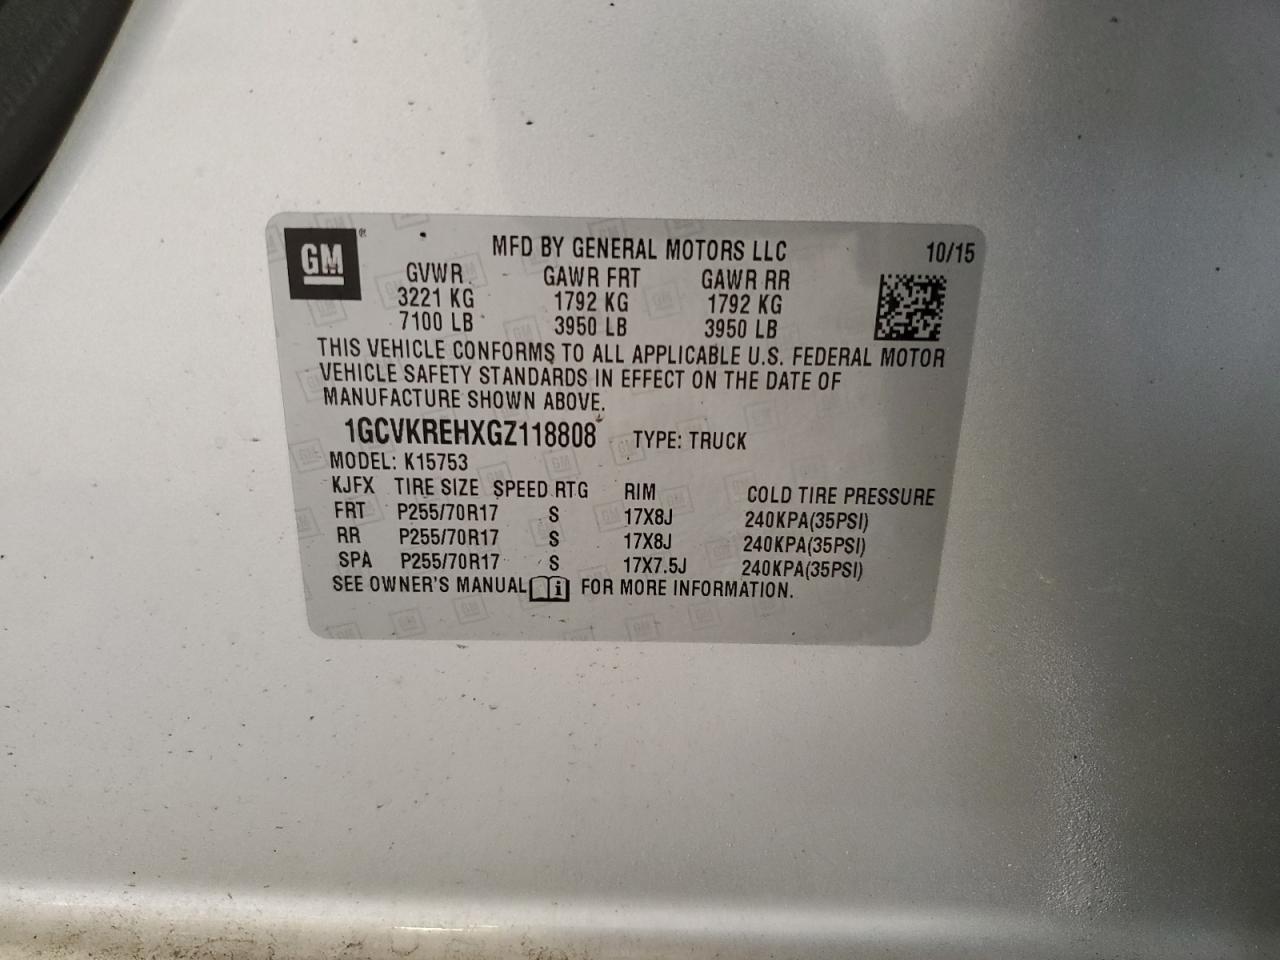 GM ® MFD BY GENERAL MOTORS LLC 10/15
GVWR GAWR FRT GAWR RR
3221 KG 1792 KG 1792 KG
7100 LB 3950 LB 3950 LB
THIS VEHICLE CONFORMS TO ALL APPLICABLE U.S. FEDERAL MOTOR
VEHICLE SAFETY STANDARDS IN EFFECT ON THE DATE OF
MANUFACTURE SHOWN ABOVE.
1GCVKREHXGZ118808 TYPE: TRUCK
MODEL: K15753
KJFX TIRE SIZE SPEED RTG RIM COLD TIRE PRESSURE
FRT P255/70R17 S 17X8J 240KPA(35PSI)
RR P255/70R17 S 17X8J 240KPA(35PSI)
SPA P255/70R17 S 17X7.5J 240KPA(35PSI)
SEE OWNER'S MANUAL i FOR MORE INFORMATION.